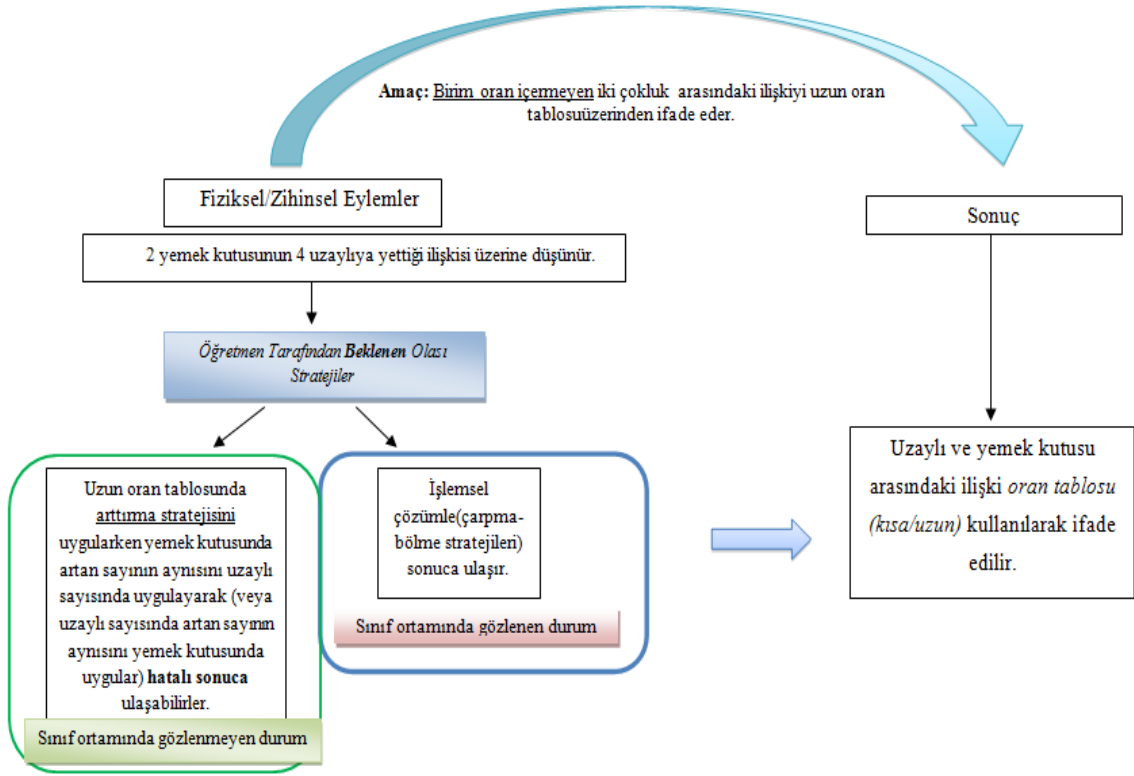 Amaç: Birim oran içermeyen iki çokluk arasındaki ilişkiyi uzun oran
tablosuüzerinden ifade eder.
Fiziksel/Zihinsel Eylemler
Sonuç
2 yemek kutusunun 4 uzaylıya yettiği ilişkisi üzerine düşünür.
Öğretmen Tarafından Beklenen Olası
Stratejiler
Uzun oran tablosunda
arttırma stratejisini
uygularken yemek kutusunda
artan sayının aynısını uzaylı
sayısında uygulayarak (veya
uzaylı sayısında artan sayının
aynısını yemek kutusunda
uygular) hatalı sonuca
ulaşabilirler.
Sınıf ortamında gözlenmeyen durum
İşlemsel
çözümle(çarpma-
bölme stratejileri)
sonuca ulaşır.
Sınıf ortamında gözlenen durum
Uzaylı ve yemek kutusu
arasındaki ilişki oran tablosu
(kısa/uzun) kullanılarak ifade
edilir.